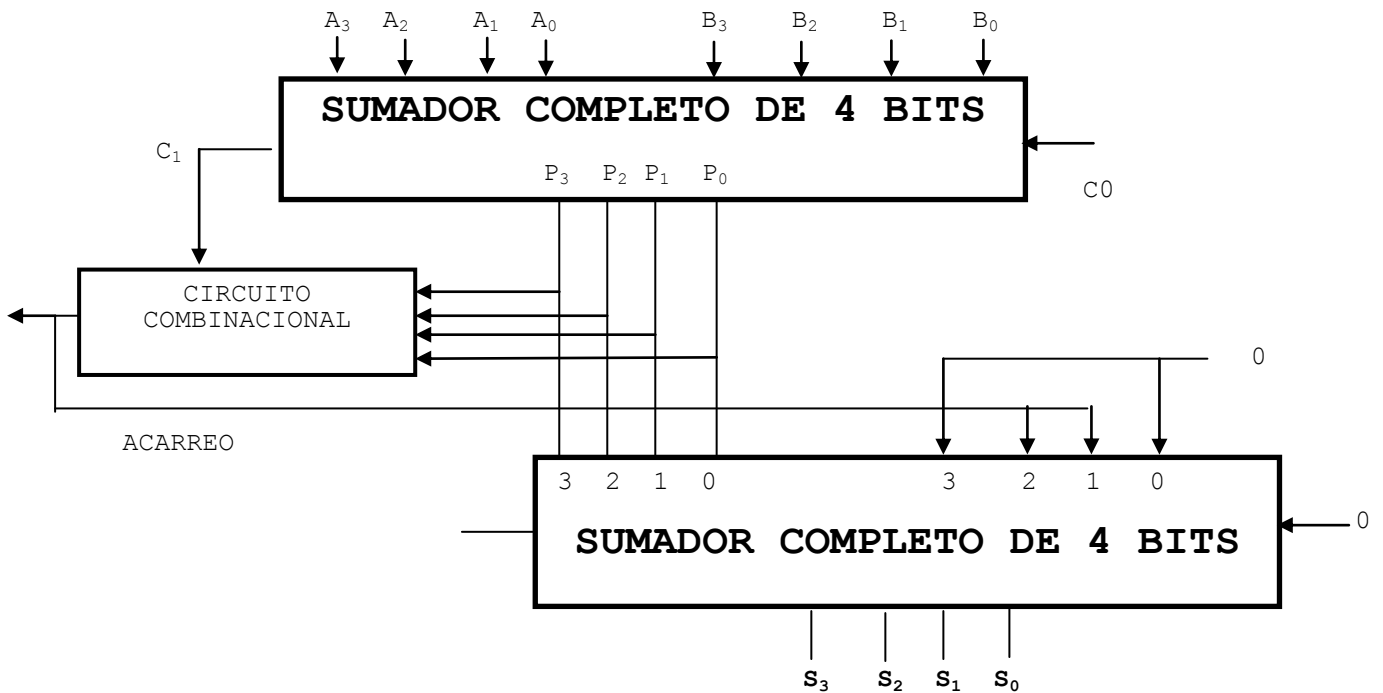 A₃ A₂ A₁ A₀ B₃ B₂ B₁ B₀
SUMADOR COMPLETO DE 4 BITS
C₁
P₃ P₂ P₁ P₀
C0
CIRCUITO
COMBINACIONAL
0
ACARREO
3 2 1 0 3 2 1 0
SUMADOR COMPLETO DE 4 BITS
0
S₃ S₂ S₁ S₀